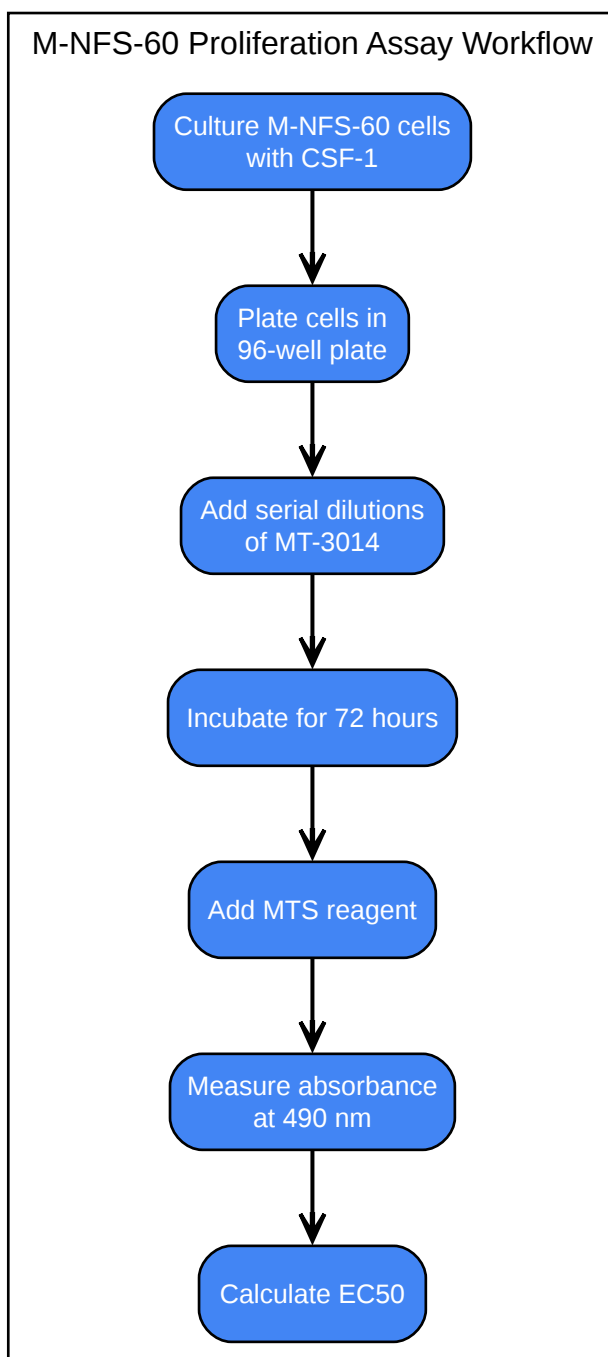 M-NFS-60 Proliferation Assay Workflow
Culture M-NFS-60 cells
with CSF-1
Plate cells in
96-well plate
Add serial dilutions
of MT-3014
Incubate for 72 hours
Add MTS reagent
Measure absorbance
at 490 nm
Calculate EC50